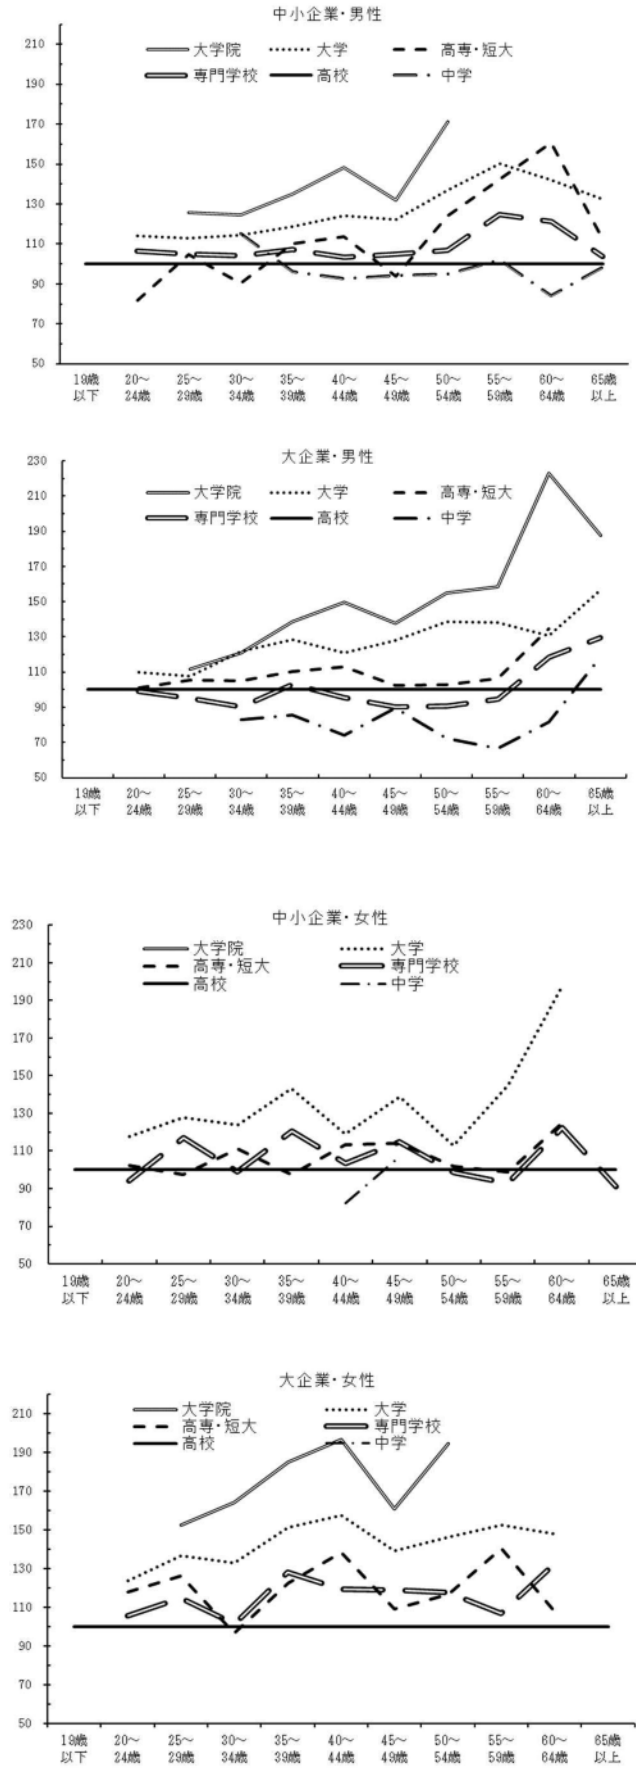 中小企業・男性
大学院 大学 高専・短大
専門学校 高校 中学
210
190
170
150
130
110
90
70
50
19歳 20～ 25～ 30～ 35～ 40～ 45～ 50～ 55～ 60～ 65歳
以下 24歳 29歳 34歳 39歳 44歳 49歳 54歳 59歳 64歳 以上
大企業・男性
大学院 大学 高専・短大
専門学校 高校 中学
230
210
190
170
150
130
110
90
70
50
19歳 20～ 25～ 30～ 35～ 40～ 45～ 50～ 55～ 60～ 65歳
以下 24歳 29歳 34歳 39歳 44歳 49歳 54歳 59歳 64歳 以上
中小企業・女性
大学院 大学
高専・短大 専門学校
高校 中学
230
210
190
170
150
130
110
90
70
50
19歳 20～ 25～ 30～ 35～ 40～ 45～ 50～ 55～ 60～ 65歳
以下 24歳 29歳 34歳 39歳 44歳 49歳 54歳 59歳 64歳 以上
大企業・女性
大学院 大学
高専・短大 専門学校
高校 中学
210
190
170
150
130
110
90
70
50
19歳 20～ 25～ 30～ 35～ 40～ 45～ 50～ 55～ 60～ 65歳
以下 24歳 29歳 34歳 39歳 44歳 49歳 54歳 59歳 64歳 以上